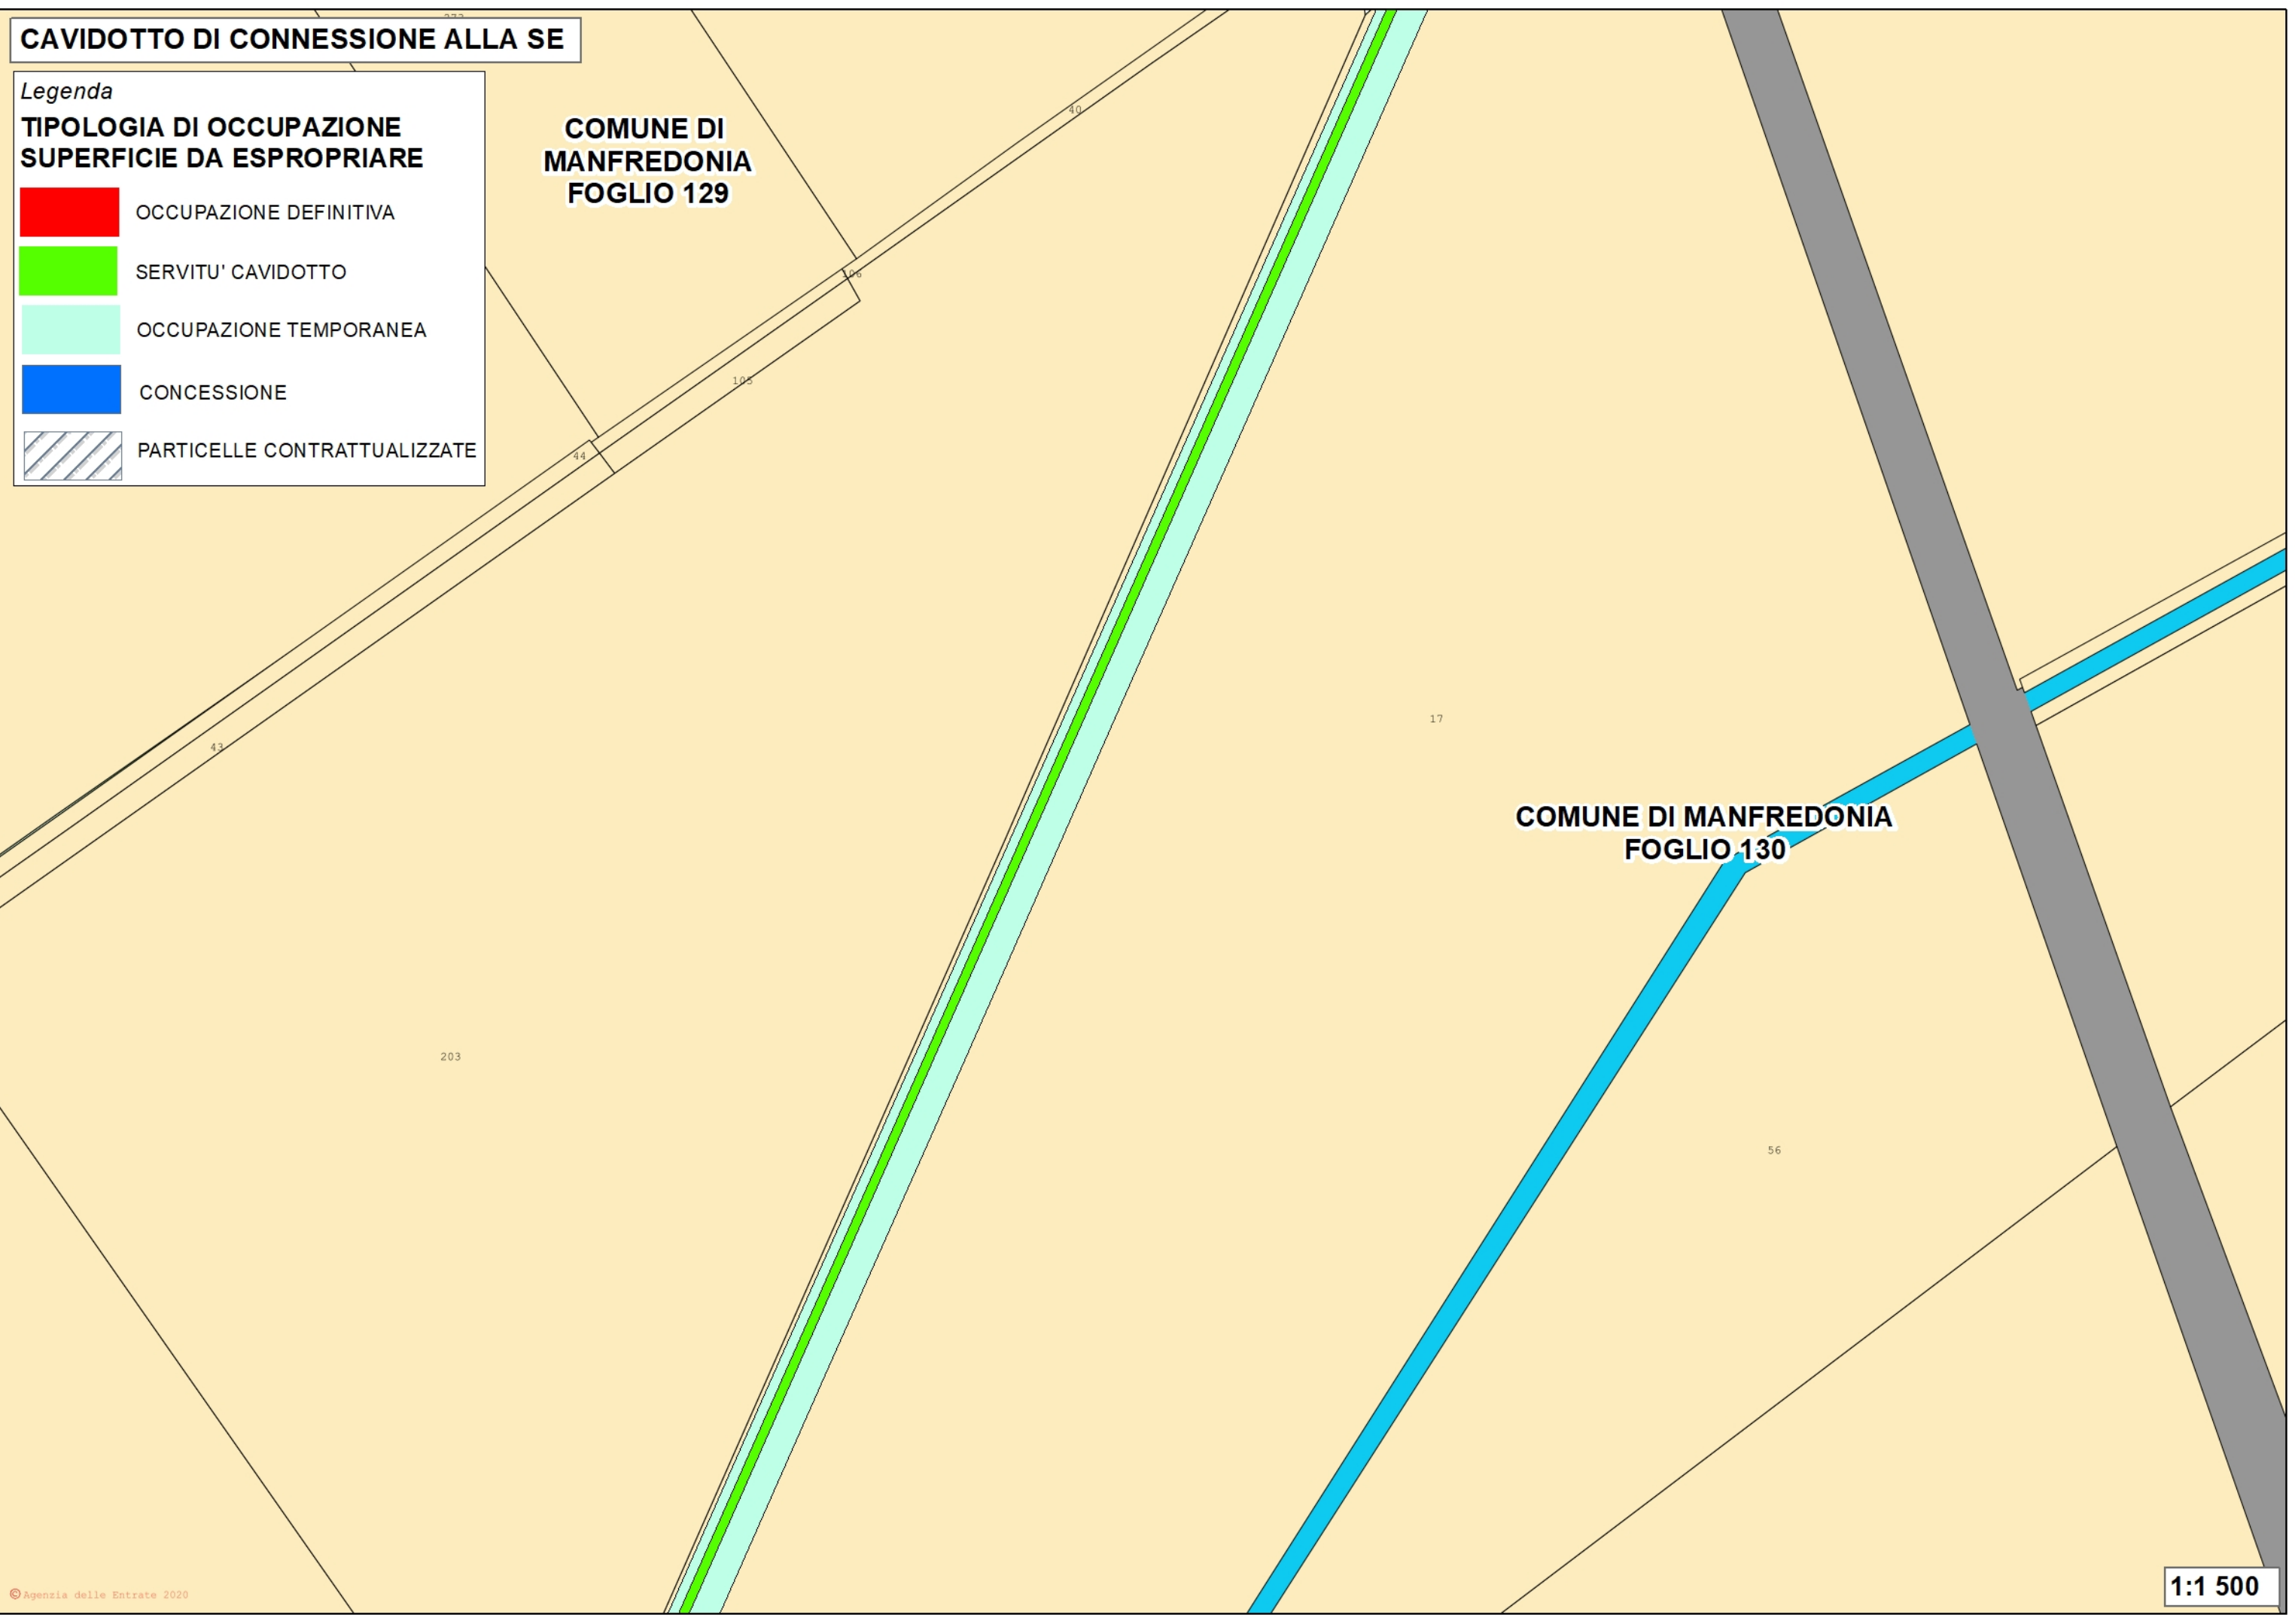 CAVIDOTTO DI CONNESSIONE ALLA SE
Legenda
TIPOLOGIA DI OCCUPAZIONE
SUPERFICIE DA ESPROPRIARE
OCCUPAZIONE DEFINITIVA
SERVITU' CAVIDOTTO
OCCUPAZIONE TEMPORANEA
CONCESSIONE
PARTICELLE CONTRATTUALIZZATE
COMUNE DI
MANFREDONIA
FOGLIO 129
40
106
105
44
43
17
COMUNE DI MANFREDONIA
FOGLIO 130
203
56
1:1 500
© Agenzia delle Entrate 2020